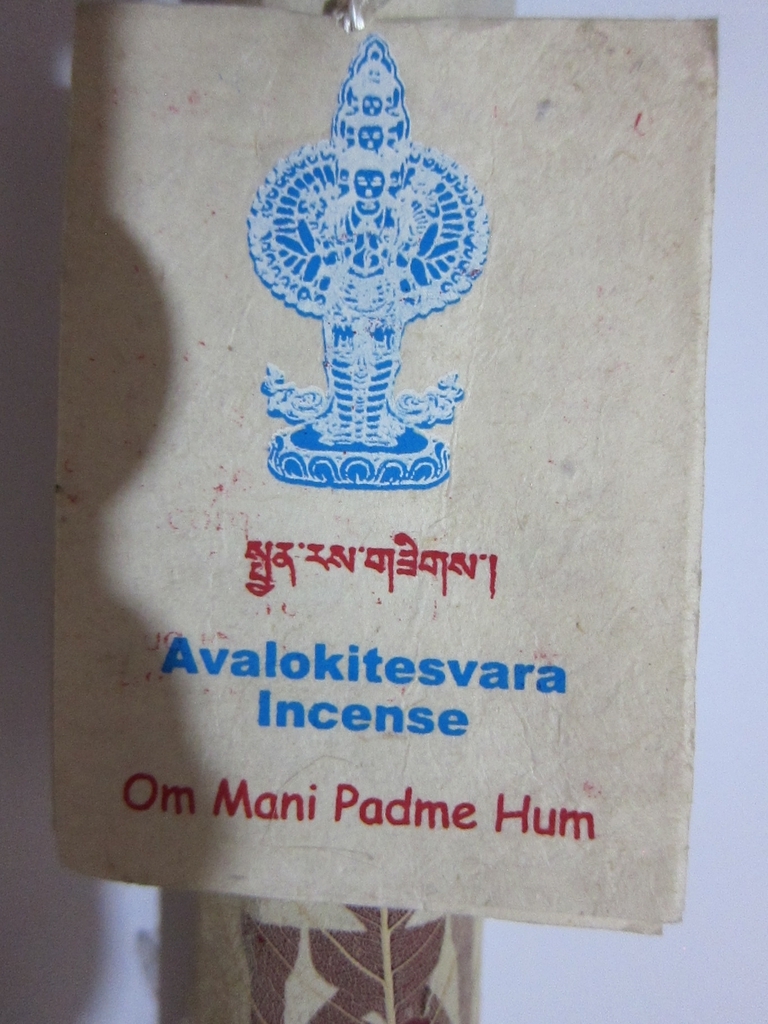 སྤྱན་རས་གཟིགས།
Avalokitesvara
Incense
Om Mani Padme Hum